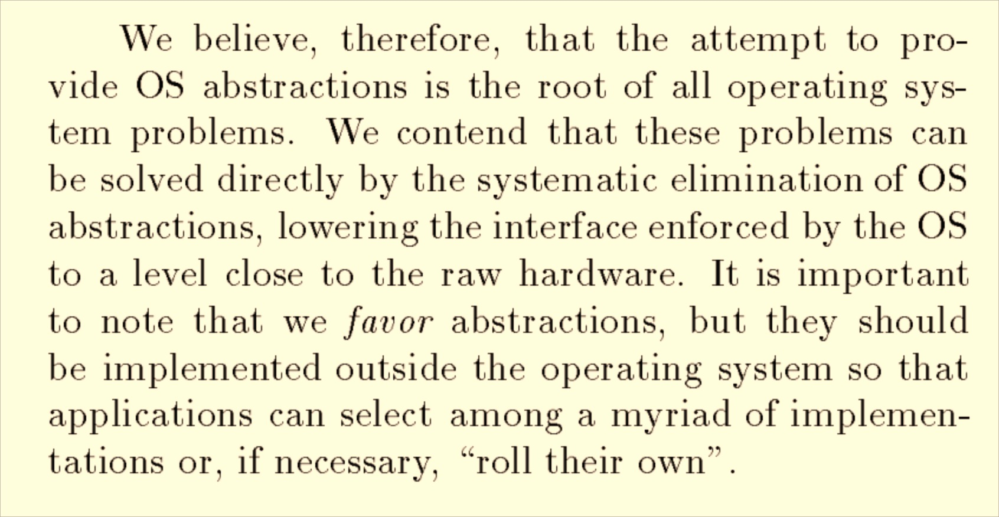 We believe, therefore, that the attempt to pro-
vide OS abstractions is the root of all operating sys-
tem problems. We contend that these problems can
be solved directly by the systematic elimination of OS
abstractions, lowering the interface enforced by the OS
to a level close to the raw hardware. It is important
to note that we favor abstractions, but they should
be implemented outside the operating system so that
applications can select among a myriad of implemen-
tations or, if necessary, “roll their own”.